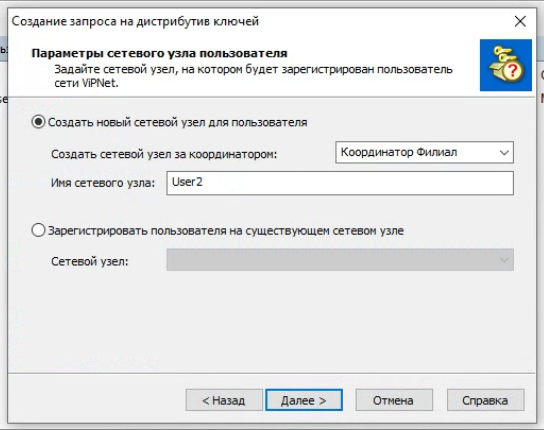 Создание запроса на дистрибутив ключей
Параметры сетевого узла пользователя
Задайте сетевой узел, на котором будет зарегистрирован пользователь
сети ViPNet.
Создать новый сетевой узел для пользователя
Создать сетевой узел за координатором:
Координатор Филиал
Имя сетевого узла:
User2
Зарегистрировать пользователя на существующем сетевом узле
Сетевой узел:
< Назад
Далее >
Отмена
Справка